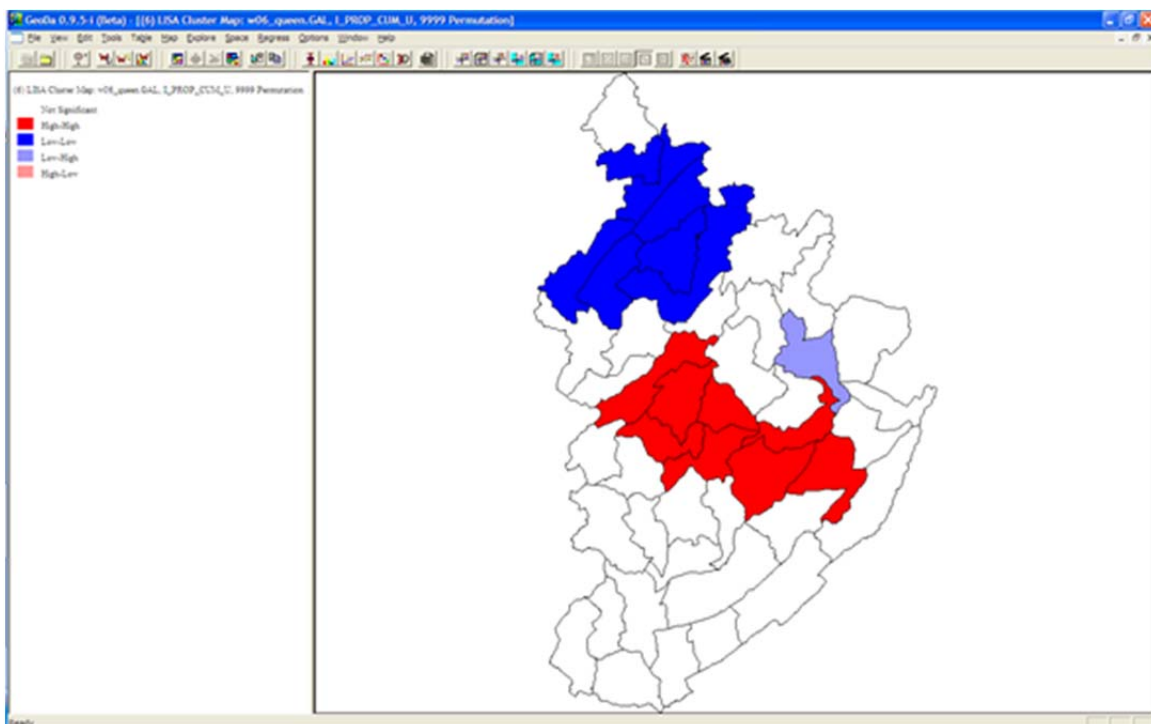 GeoDa 0.9.5-i (Beta) - [(6) LISA Cluster Map: w06_queen.GAL, I_PROP_CUM_U, 9999 Permutation]
File View Edit Tools Table Map Explore Space Regress Options Window Help
(6) LISA Cluster Map: w06_queen.GAL, I_PROP_CUM_U, 9999 Permutation
Not Significant
High-High
Low-Low
Low-High
High-Low
Ready